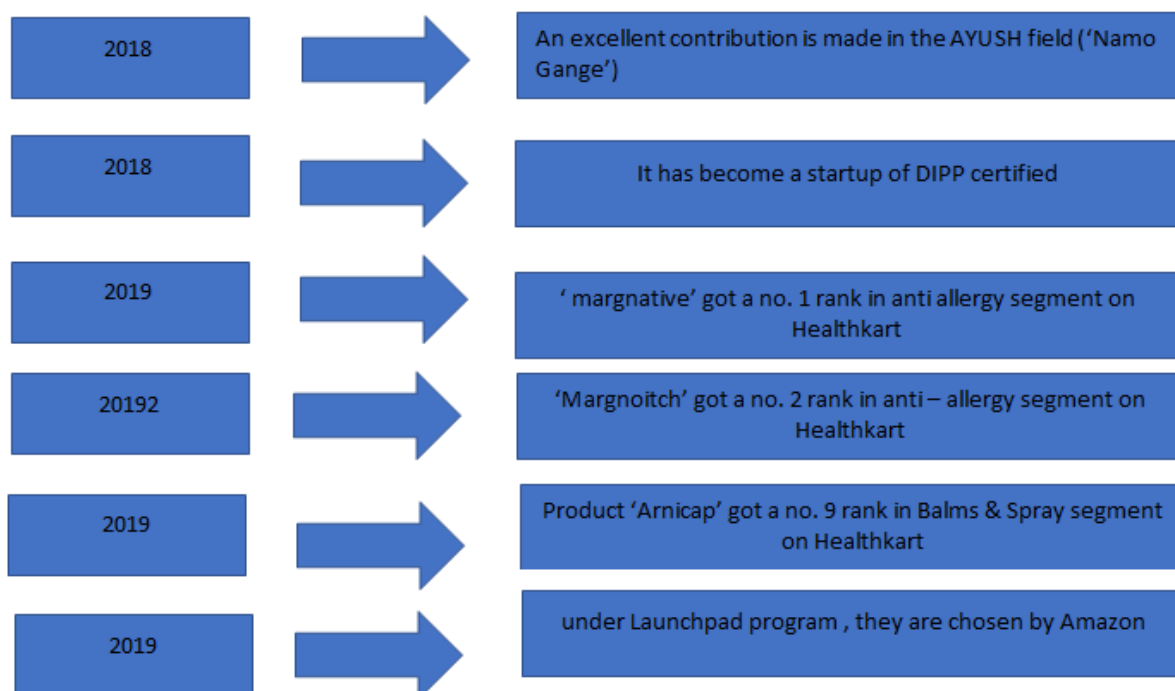 2018
An excellent contribution is made in the AYUSH field (‘Namo
Gange’)
2018
It has become a startup of DIPP certified
2019
‘ margnative’ got a no. 1 rank in anti allergy segment on
Healthkart
20192
‘Margnoitch’ got a no. 2 rank in anti – allergy segment on
Healthkart
2019
Product ‘Arnicap’ got a no. 9 rank in Balms & Spray segment
on Healthkart
2019
under Launchpad program , they are chosen by Amazon